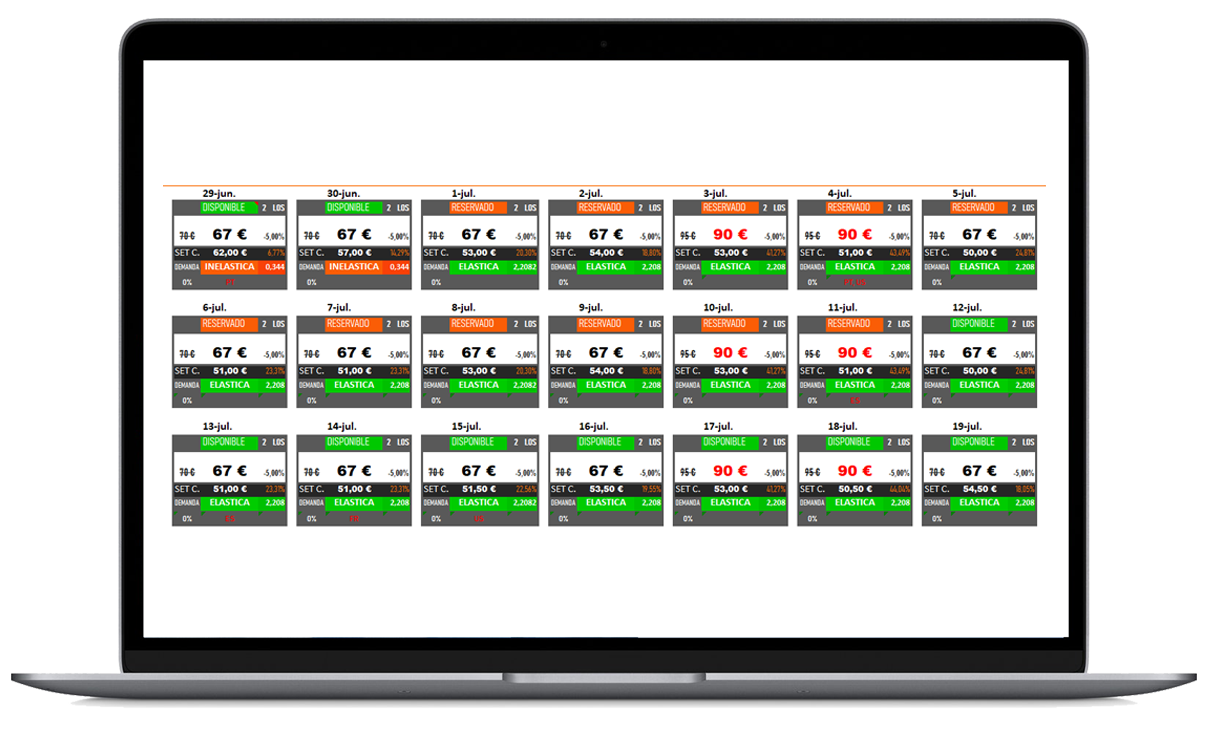 29-jun. 30-jun. 1-jul. 2-jul. 3-jul. 4-jul. 5-jul.
DISPONIBLE 2 LOS DISPONIBLE 2 LOS RESERVADO 2 LOS RESERVADO 2 LOS RESERVADO 2 LOS RESERVADO 2 LOS RESERVADO 2 LOS
70 € 67 € -5,00% 70 € 67 € -5,00% 70 € 67 € -5,00% 70 € 67 € -5,00% 95 € 90 € -5,00% 95 € 90 € -5,00% 70 € 67 € -5,00%
SET C. 62,00 € 6,77% SET C. 57,00 € 14,29% SET C. 53,00 € 20,30% SET C. 54,00 € 18,80% SET C. 53,00 € 41,27% SET C. 51,00 € 43,49% SET C. 50,00 € 24,81%
DEMANDA INELASTICA 0,344 DEMANDA INELASTICA 0,344 DEMANDA ELASTICA 2,2082 DEMANDA ELASTICA 2,208 DEMANDA ELASTICA 2,208 DEMANDA ELASTICA 2,208 DEMANDA ELASTICA 2,208
0% PT 0% 0% 0% 0% 0% 0%
6-jul. 7-jul. 8-jul. 9-jul. 10-jul. 11-jul. 12-jul.
RESERVADO 2 LOS RESERVADO 2 LOS RESERVADO 2 LOS RESERVADO 2 LOS RESERVADO 2 LOS RESERVADO 2 LOS DISPONIBLE 2 LOS
70 € 67 € -5,00% 70 € 67 € -5,00% 70 € 67 € -5,00% 70 € 67 € -5,00% 95 € 90 € -5,00% 95 € 90 € -5,00% 70 € 67 € -5,00%
SET C. 51,00 € 23,31% SET C. 51,00 € 23,31% SET C. 53,00 € 20,30% SET C. 54,00 € 18,80% SET C. 53,00 € 41,27% SET C. 51,00 € 43,49% SET C. 50,00 € 24,81%
DEMANDA ELASTICA 2,208 DEMANDA ELASTICA 2,208 DEMANDA ELASTICA 2,2082 DEMANDA ELASTICA 2,208 DEMANDA ELASTICA 2,208 DEMANDA ELASTICA 2,208 DEMANDA ELASTICA 2,208
0% 0% 0% 0% 0% 0% ES 0%
13-jul. 14-jul. 15-jul. 16-jul. 17-jul. 18-jul. 19-jul.
DISPONIBLE 2 LOS DISPONIBLE 2 LOS DISPONIBLE 2 LOS DISPONIBLE 2 LOS DISPONIBLE 2 LOS DISPONIBLE 2 LOS DISPONIBLE 2 LOS
70 € 67 € -5,00% 70 € 67 € -5,00% 70 € 67 € -5,00% 70 € 67 € -5,00% 95 € 90 € -5,00% 95 € 90 € -5,00% 70 € 67 € -5,00%
SET C. 51,00 € 23,31% SET C. 51,00 € 23,31% SET C. 51,50 € 22,56% SET C. 53,50 € 19,55% SET C. 53,00 € 41,27% SET C. 50,50 € 44,04% SET C. 54,50 € 18,05%
DEMANDA ELASTICA 2,208 DEMANDA ELASTICA 2,208 DEMANDA ELASTICA 2,2082 DEMANDA ELASTICA 2,208 DEMANDA ELASTICA 2,208 DEMANDA ELASTICA 2,208 DEMANDA ELASTICA 2,208
0% ES 0% 0% US 0% 0% 0% 0%